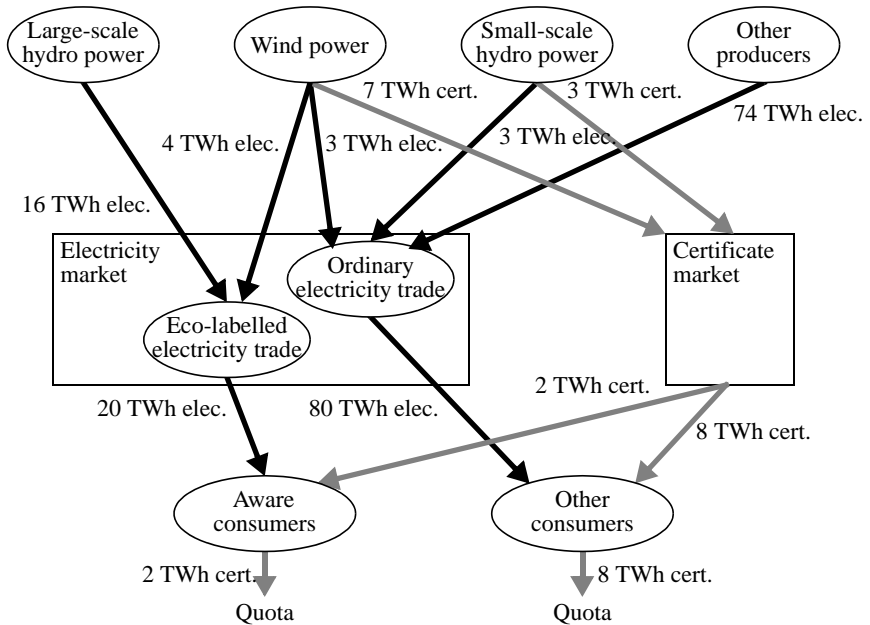 Large-scale
hydro power
Wind power
Small-scale
hydro power
Other
producers
7 TWh cert.
3 TWh cert.
74 TWh elec.
4 TWh elec.
3 TWh elec.
3 TWh elec.
16 TWh elec.
Electricity
market
Ordinary
electricity trade
Certificate
market
Eco-labelled
electricity trade
20 TWh elec.
80 TWh elec.
2 TWh cert.
8 TWh cert.
Aware
consumers
Other
consumers
2 TWh cert.
8 TWh cert.
Quota
Quota